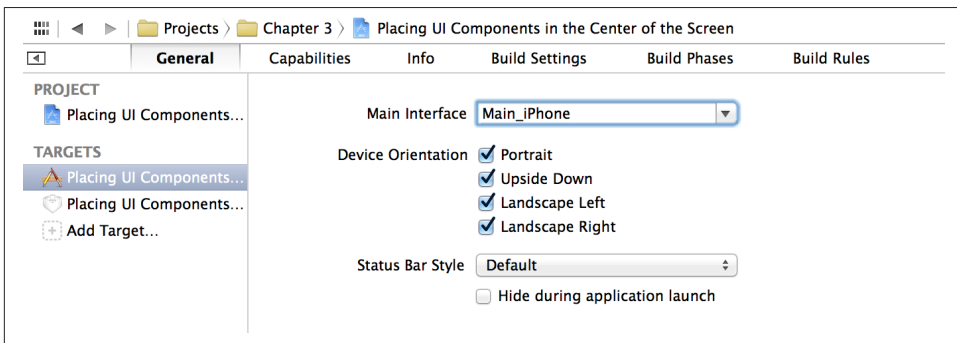 Projects Chapter 3 Placing UI Components in the Center of the Screen
General Capabilities Info Build Settings Build Phases Build Rules
PROJECT
Placing UI Components...
TARGETS
Placing UI Components...
Placing UI Components...
Add Target...
Main Interface Main_iPhone
Device Orientation Portrait
Upside Down
Landscape Left
Landscape Right
Status Bar Style Default
Hide during application launch